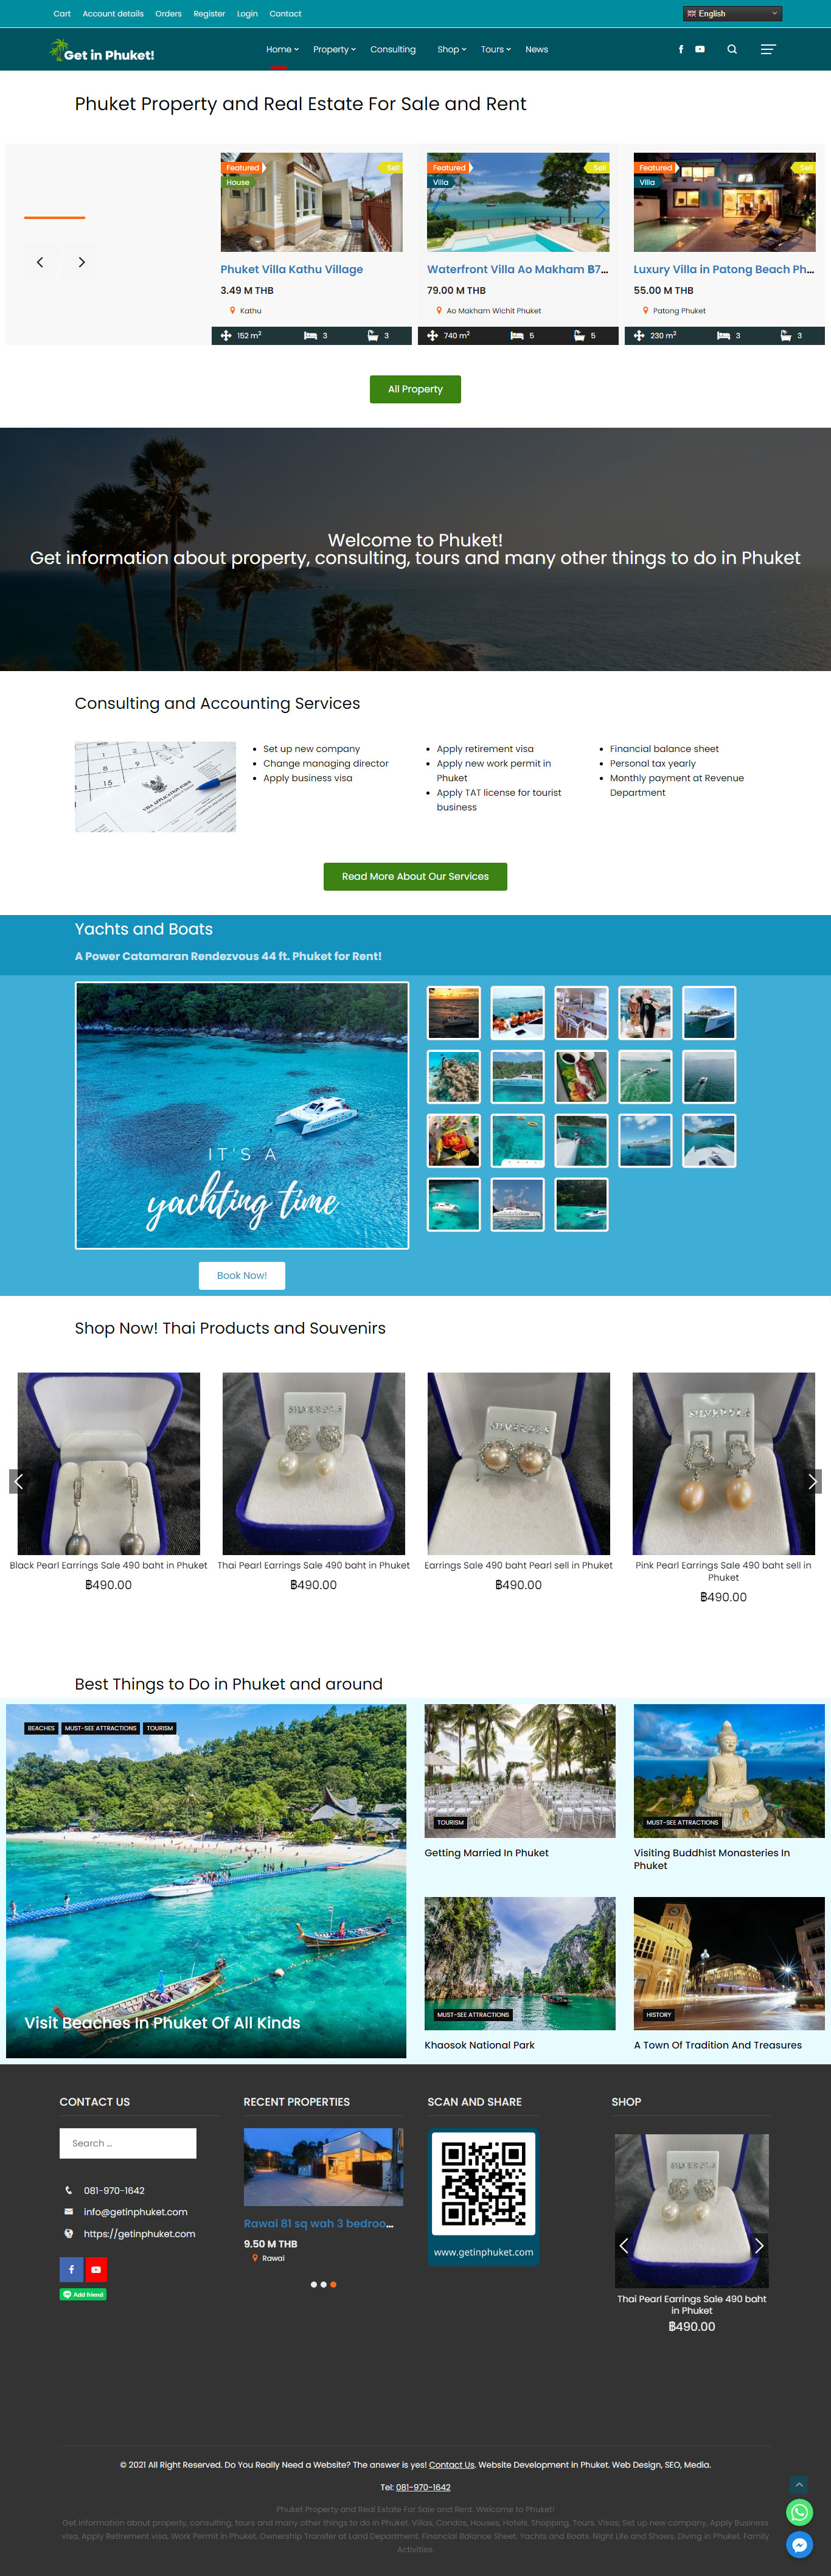 Cart Account details Orders Register Login Contact
English
Get in Phuket!
Home Property Consulting Shop Tours News
Phuket Property and Real Estate For Sale and Rent
Featured
Sell
House
Phuket Villa Kathu Village
3.49 M THB
Kathu
152 m² 3 3
Featured
Sell
Villa
Waterfront Villa Ao Makham ฿7...
79.00 M THB
Ao Makham Wichit Phuket
740 m² 5 5
Featured
Sell
Villa
Luxury Villa in Patong Beach Ph...
55.00 M THB
Patong Phuket
230 m² 3 3
All Property
Welcome to Phuket!
Get information about property, consulting, tours and many other things to do in Phuket
Consulting and Accounting Services
VISA APPLICATION FORM
Set up new company
Change managing director
Apply business visa
Apply retirement visa
Apply new work permit in
Phuket
Apply TAT license for tourist
business
Financial balance sheet
Personal tax yearly
Monthly payment at Revenue
Department
Read More About Our Services
Yachts and Boats
A Power Catamaran Rendezvous 44 ft. Phuket for Rent!
IT'S A
yachting time
Book Now!
Shop Now! Thai Products and Souvenirs
Black Pearl Earrings Sale 490 baht in Phuket
฿490.00
Thai Pearl Earrings Sale 490 baht in Phuket
฿490.00
Earrings Sale 490 baht Pearl sell in Phuket
฿490.00
Pink Pearl Earrings Sale 490 baht sell in
Phuket
฿490.00
Best Things to Do in Phuket and around
BEACHES MUST-SEE ATTRACTIONS TOURISM
Visit Beaches In Phuket Of All Kinds
TOURISM
Getting Married In Phuket
MUST-SEE ATTRACTIONS
Visiting Buddhist Monasteries In
Phuket
MUST-SEE ATTRACTIONS
Khaosok National Park
HISTORY
A Town Of Tradition And Treasures
CONTACT US
Search …
081-970-1642
info@getinphuket.com
https://getinphuket.com
Add friend
RECENT PROPERTIES
Rawai 81 sq wah 3 bedroo...
9.50 M THB
Rawai
SCAN AND SHARE
www.getinphuket.com
SHOP
Thai Pearl Earrings Sale 490 baht
in Phuket
฿490.00
© 2021 All Right Reserved. Do You Really Need a Website? The answer is yes! Contact Us. Website Development in Phuket. Web Design, SEO, Media.
Tel: 081-970-1642
Phuket Property and Real Estate For Sale and Rent. Welcome to Phuket!
Get information about property, consulting, tours and many other things to do in Phuket. Villas, Condos, Houses, Hotels. Shopping, Tours. Visas, Set up new company, Apply Business
visa, Apply Retirement visa, Work Permit in Phuket. Ownership Transfer at Land Department. Financial Balance Sheet. Yachts and Boats. Night Life and Shows, Diving in Phuket. Family
Activities.